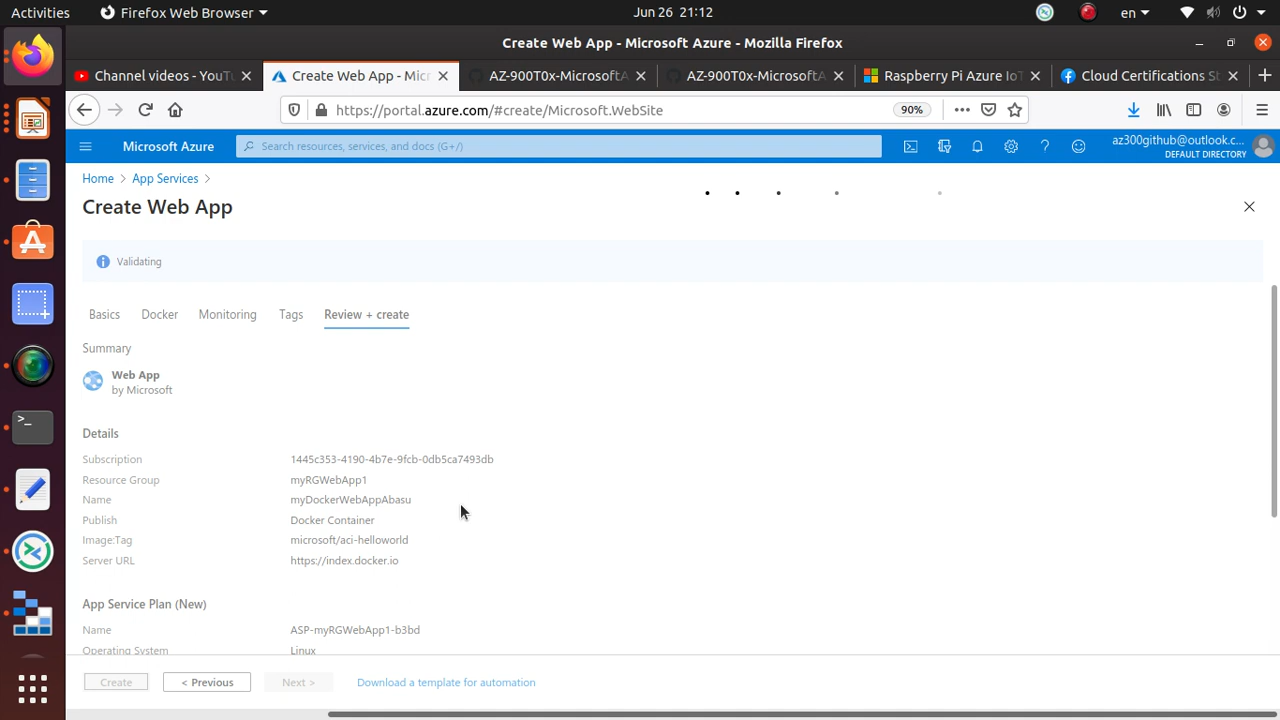 Activities
Firefox Web Browser
Jun 26 21:12
en
Create Web App - Microsoft Azure - Mozilla Firefox
Channel videos - YouTu
Create Web App - Micr
AZ-900T0x-MicrosoftA
AZ-900T0x-MicrosoftA
Raspberry Pi Azure IoT
Cloud Certifications St
https://portal.azure.com/#create/Microsoft.WebSite
90%
Microsoft Azure
Search resources, services, and docs (G+/)
az300github@outlook.c...
DEFAULT DIRECTORY
Home > App Services >
Create Web App
Validating
Basics Docker Monitoring Tags Review + create
Summary
Web App
by Microsoft
Details
Subscription 1445c353-4190-4b7e-9fcb-0db5ca7493db
Resource Group myRGWebApp1
Name myDockerWebAppAbasu
Publish Docker Container
Image:Tag microsoft/aci-helloworld
Server URL https://index.docker.io
App Service Plan (New)
Name ASP-myRGWebApp1-b3bd
Operating System Linux
Create < Previous Next > Download a template for automation